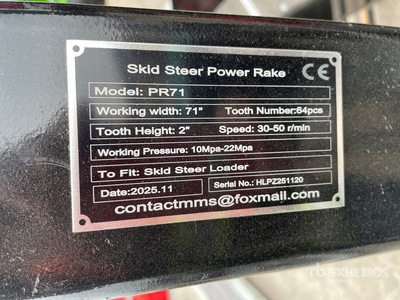 Skid Steer Power Rake CE
Model: PR71
Working width: 71" Tooth Number:64pcs
Tooth Height: 2" Speed: 30-50 r/min
Working Pressure: 10Mpa-22Mpa
To Fit: Skid Steer Loader
Date:2025.11 Serial No.: HLPZ251120
contactmms@foxmail.com
RITCHIE BROS.